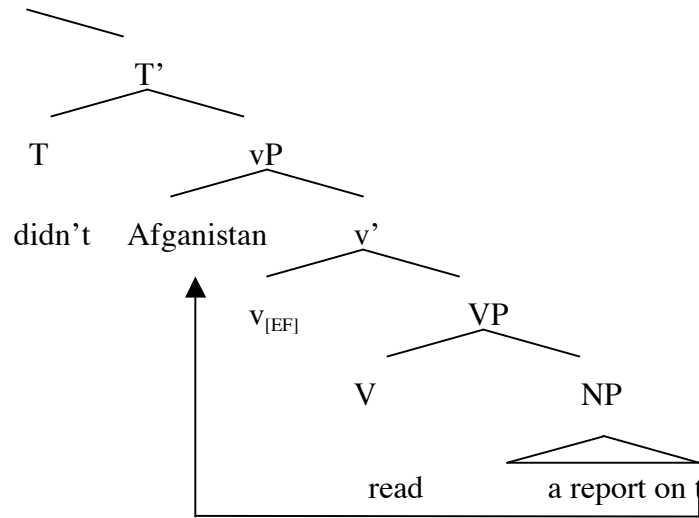 T’
T vP
didn’t Afganistan v’
v[EF] VP
V NP
read a report on t